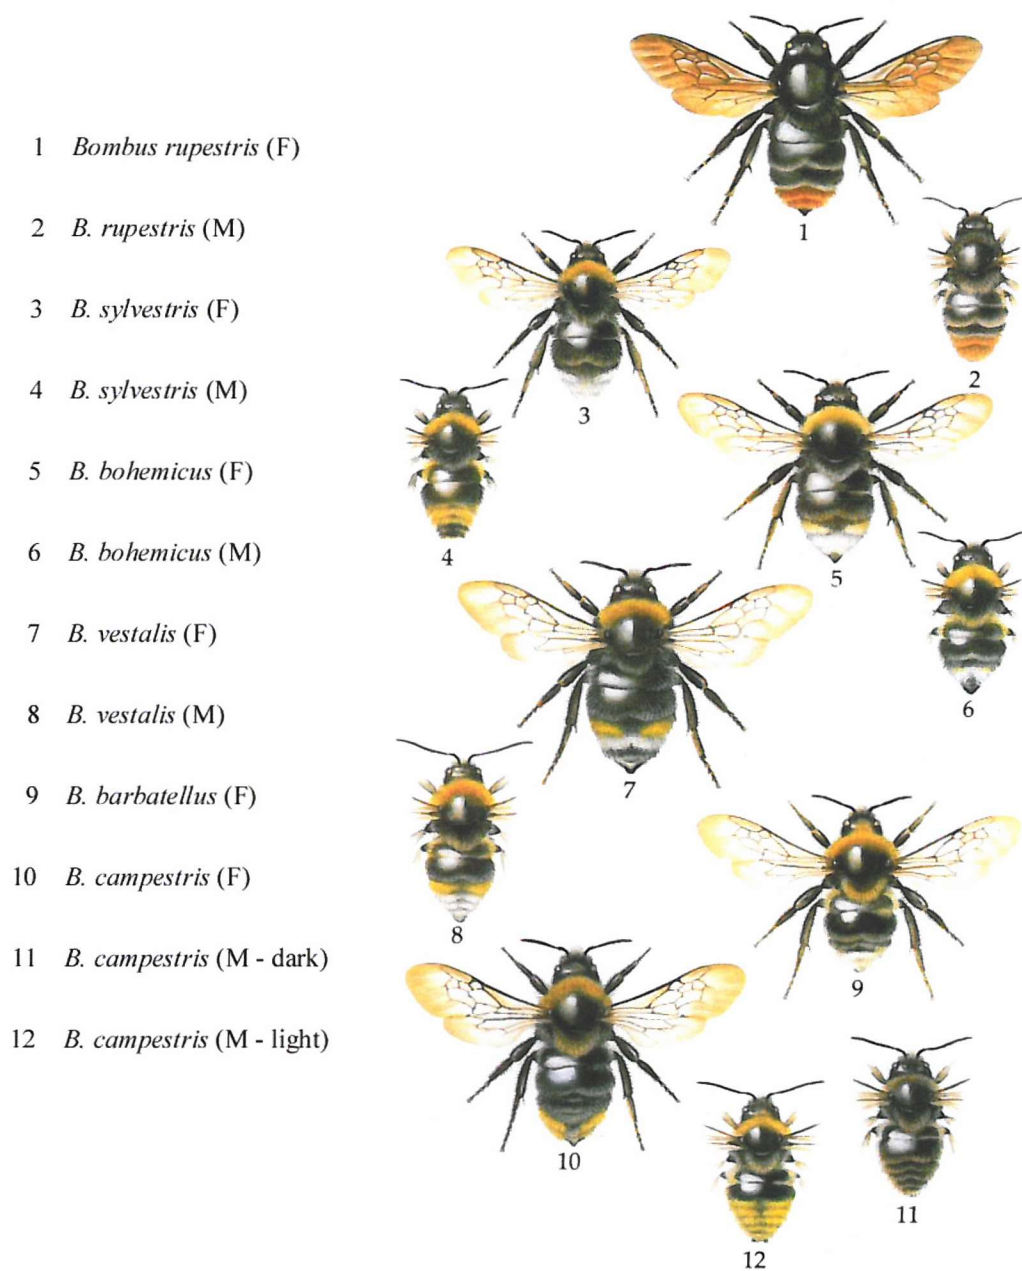 1 Bombus rupestris (F)
2 B. rupestris (M)
3 B. sylvestris (F)
4 B. sylvestris (M)
5 B. bohemicus (F)
6 B. bohemicus (M)
7 B. vestalis (F)
8 B. vestalis (M)
9 B. barbatellus (F)
10 B. campestris (F)
11 B. campestris (M - dark)
12 B. campestris (M - light)
1
2
3
4
5
6
7
8
9
10
11
12